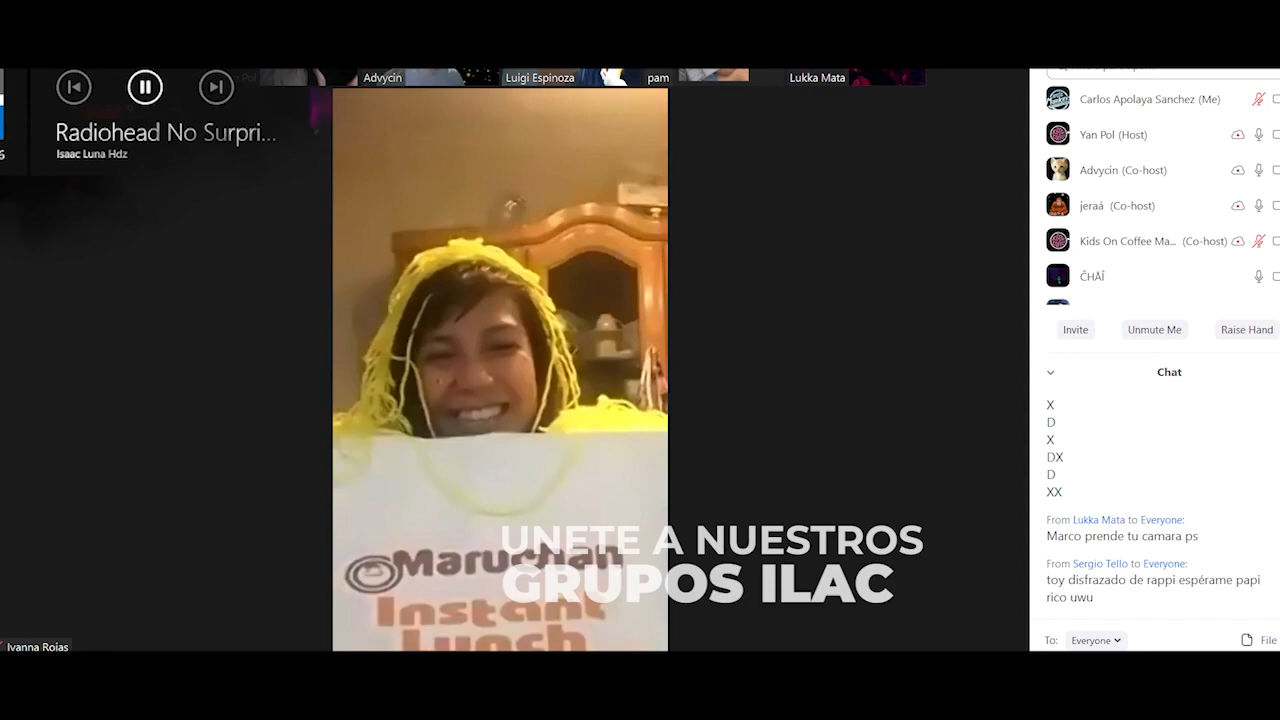 Radiohead No Surpri...
Isaac Luna Hdz
6
Advycin
Luigi Espinoza
pam
Lukka Mata
Maruchan
Instant
Lunch
UNETE A NUESTROS
GRUPOS ILAC
Ivanna Rojas
Carlos Apolaya Sanchez (Me)
Yan Pol (Host)
Advycin (Co-host)
jeraá (Co-host)
Kids On Coffee Ma... (Co-host)
ČHĂÎ
Invite
Unmute Me
Raise Hand
Chat
X
D
X
DX
D
XX
From Lukka Mata to Everyone:
Marco prende tu camara ps
From Sergio Tello to Everyone:
toy disfrazado de rappi espérame papi
rico uwu
To: Everyone
File